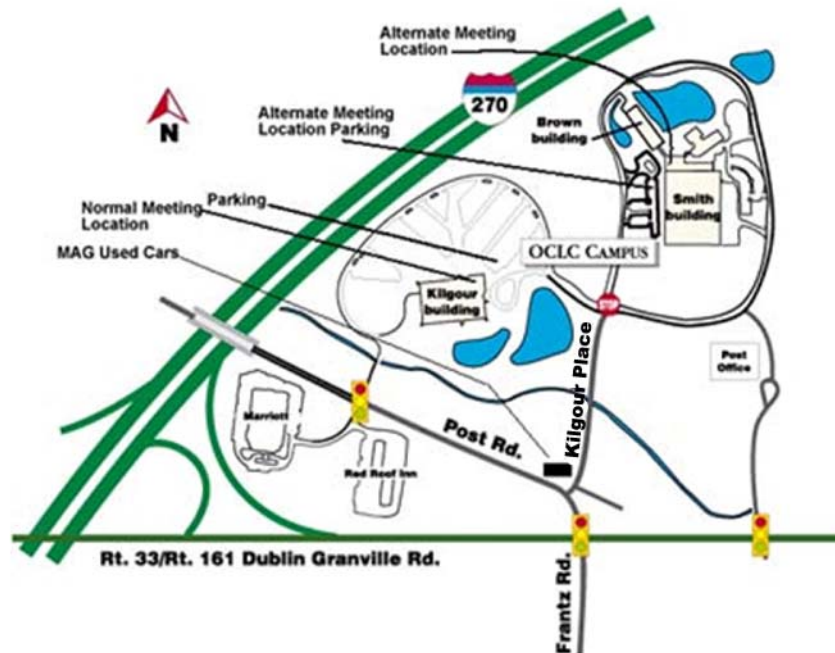 Alternate Meeting
Location
270
N
Alternate Meeting
Location Parking
Brown
building
Parking
Normal Meeting
Location
Smith
building
MAG Used Cars
OCLC CAMPUS
Kilgour
building
STOP
Kilgour Place
Post
Office
Marriott
Post Rd.
Red Roof Inn
Rt. 33/Rt. 161 Dublin Granville Rd.
Frantz Rd.